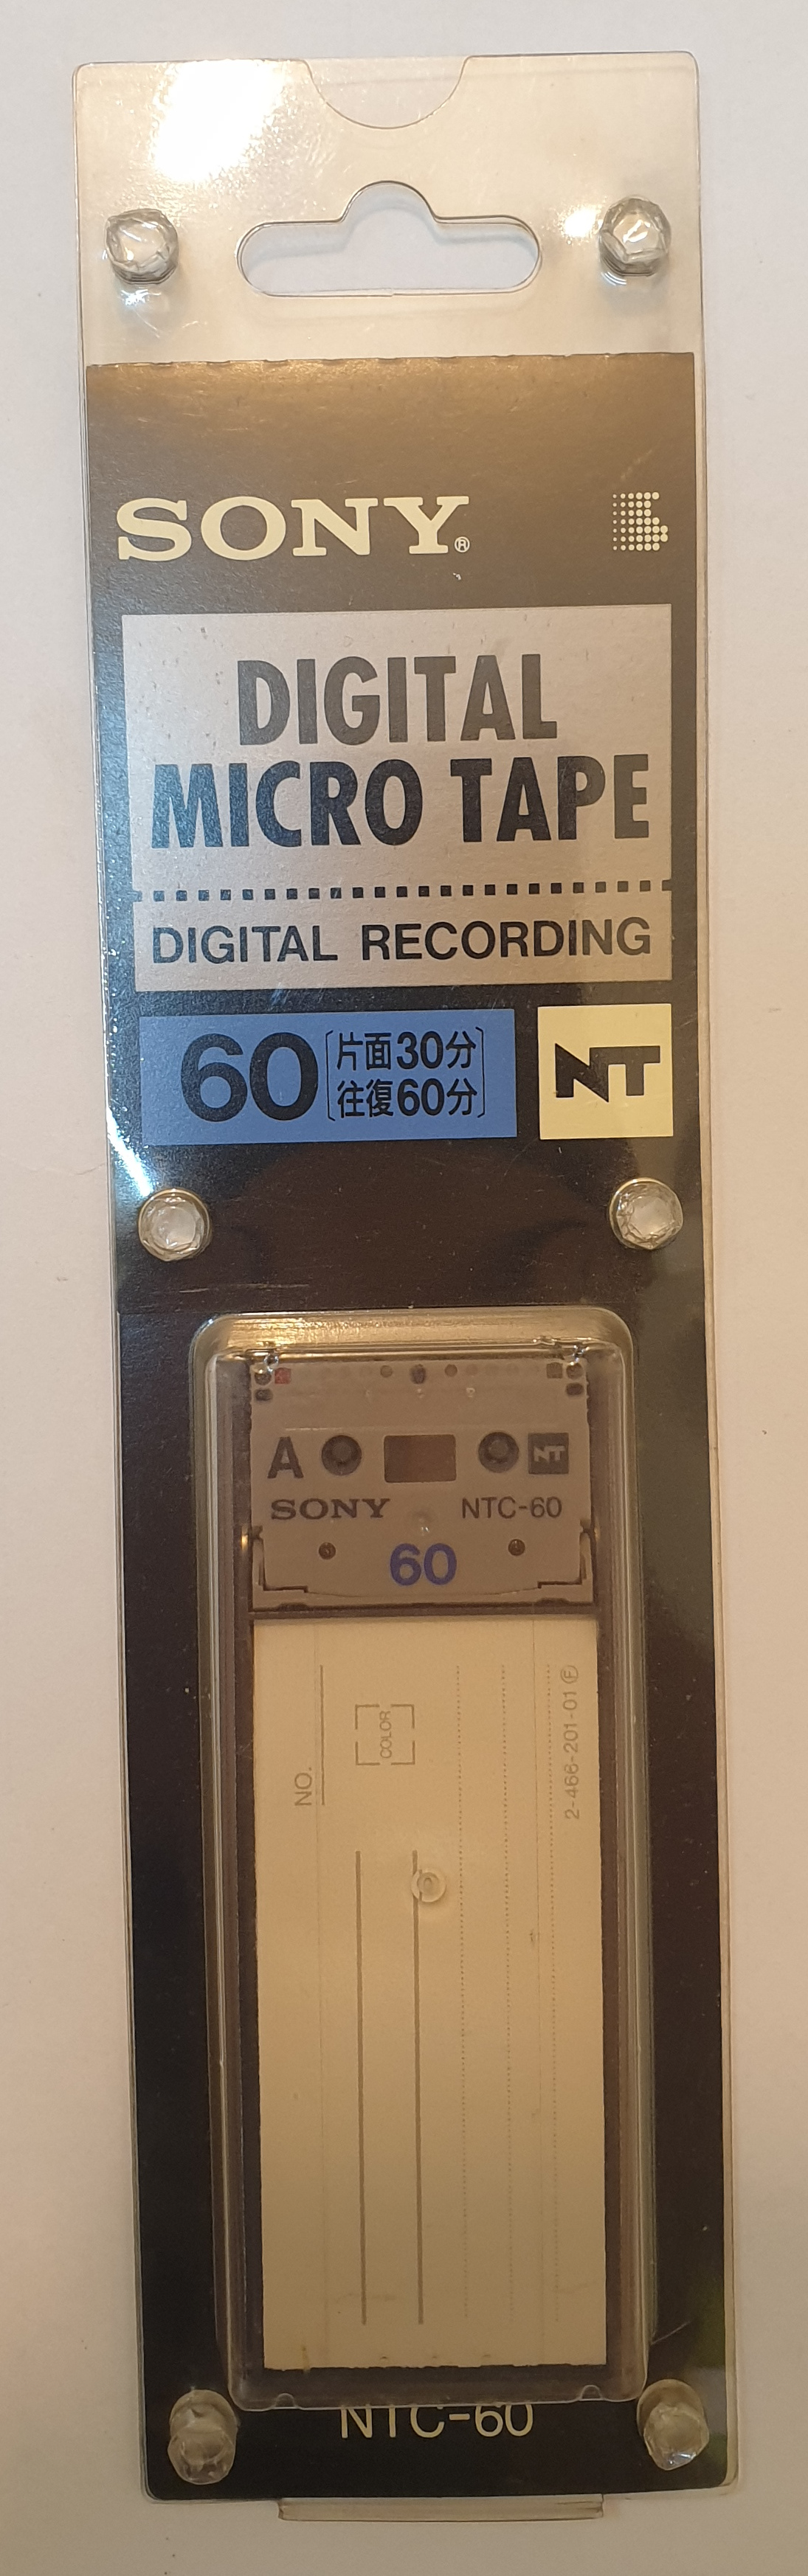 SONY®
DIGITAL
MICRO TAPE
DIGITAL RECORDING
60 [片面30分
往復60分]
NT
A NT
SONY NTC-60
60
NO.
COLOR
2-466-201-01 Ⓕ
NTC-60